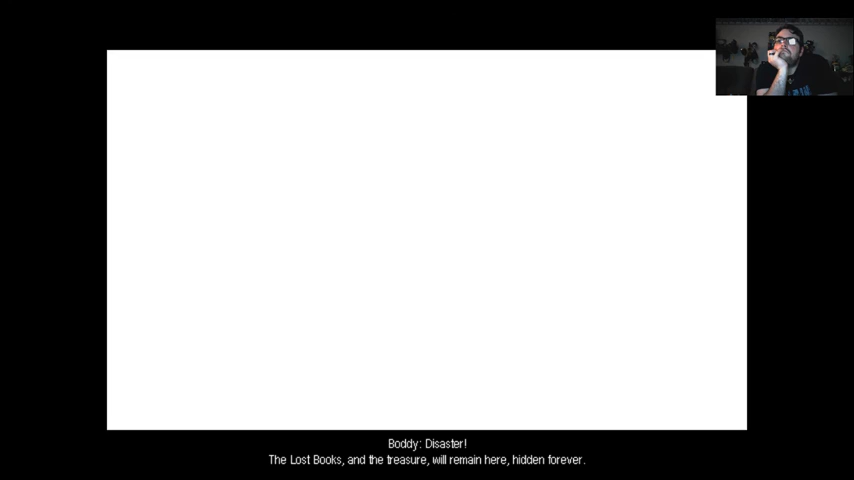 Boddy: Disaster!
The Lost Books, and the treasure, will remain here, hidden forever.